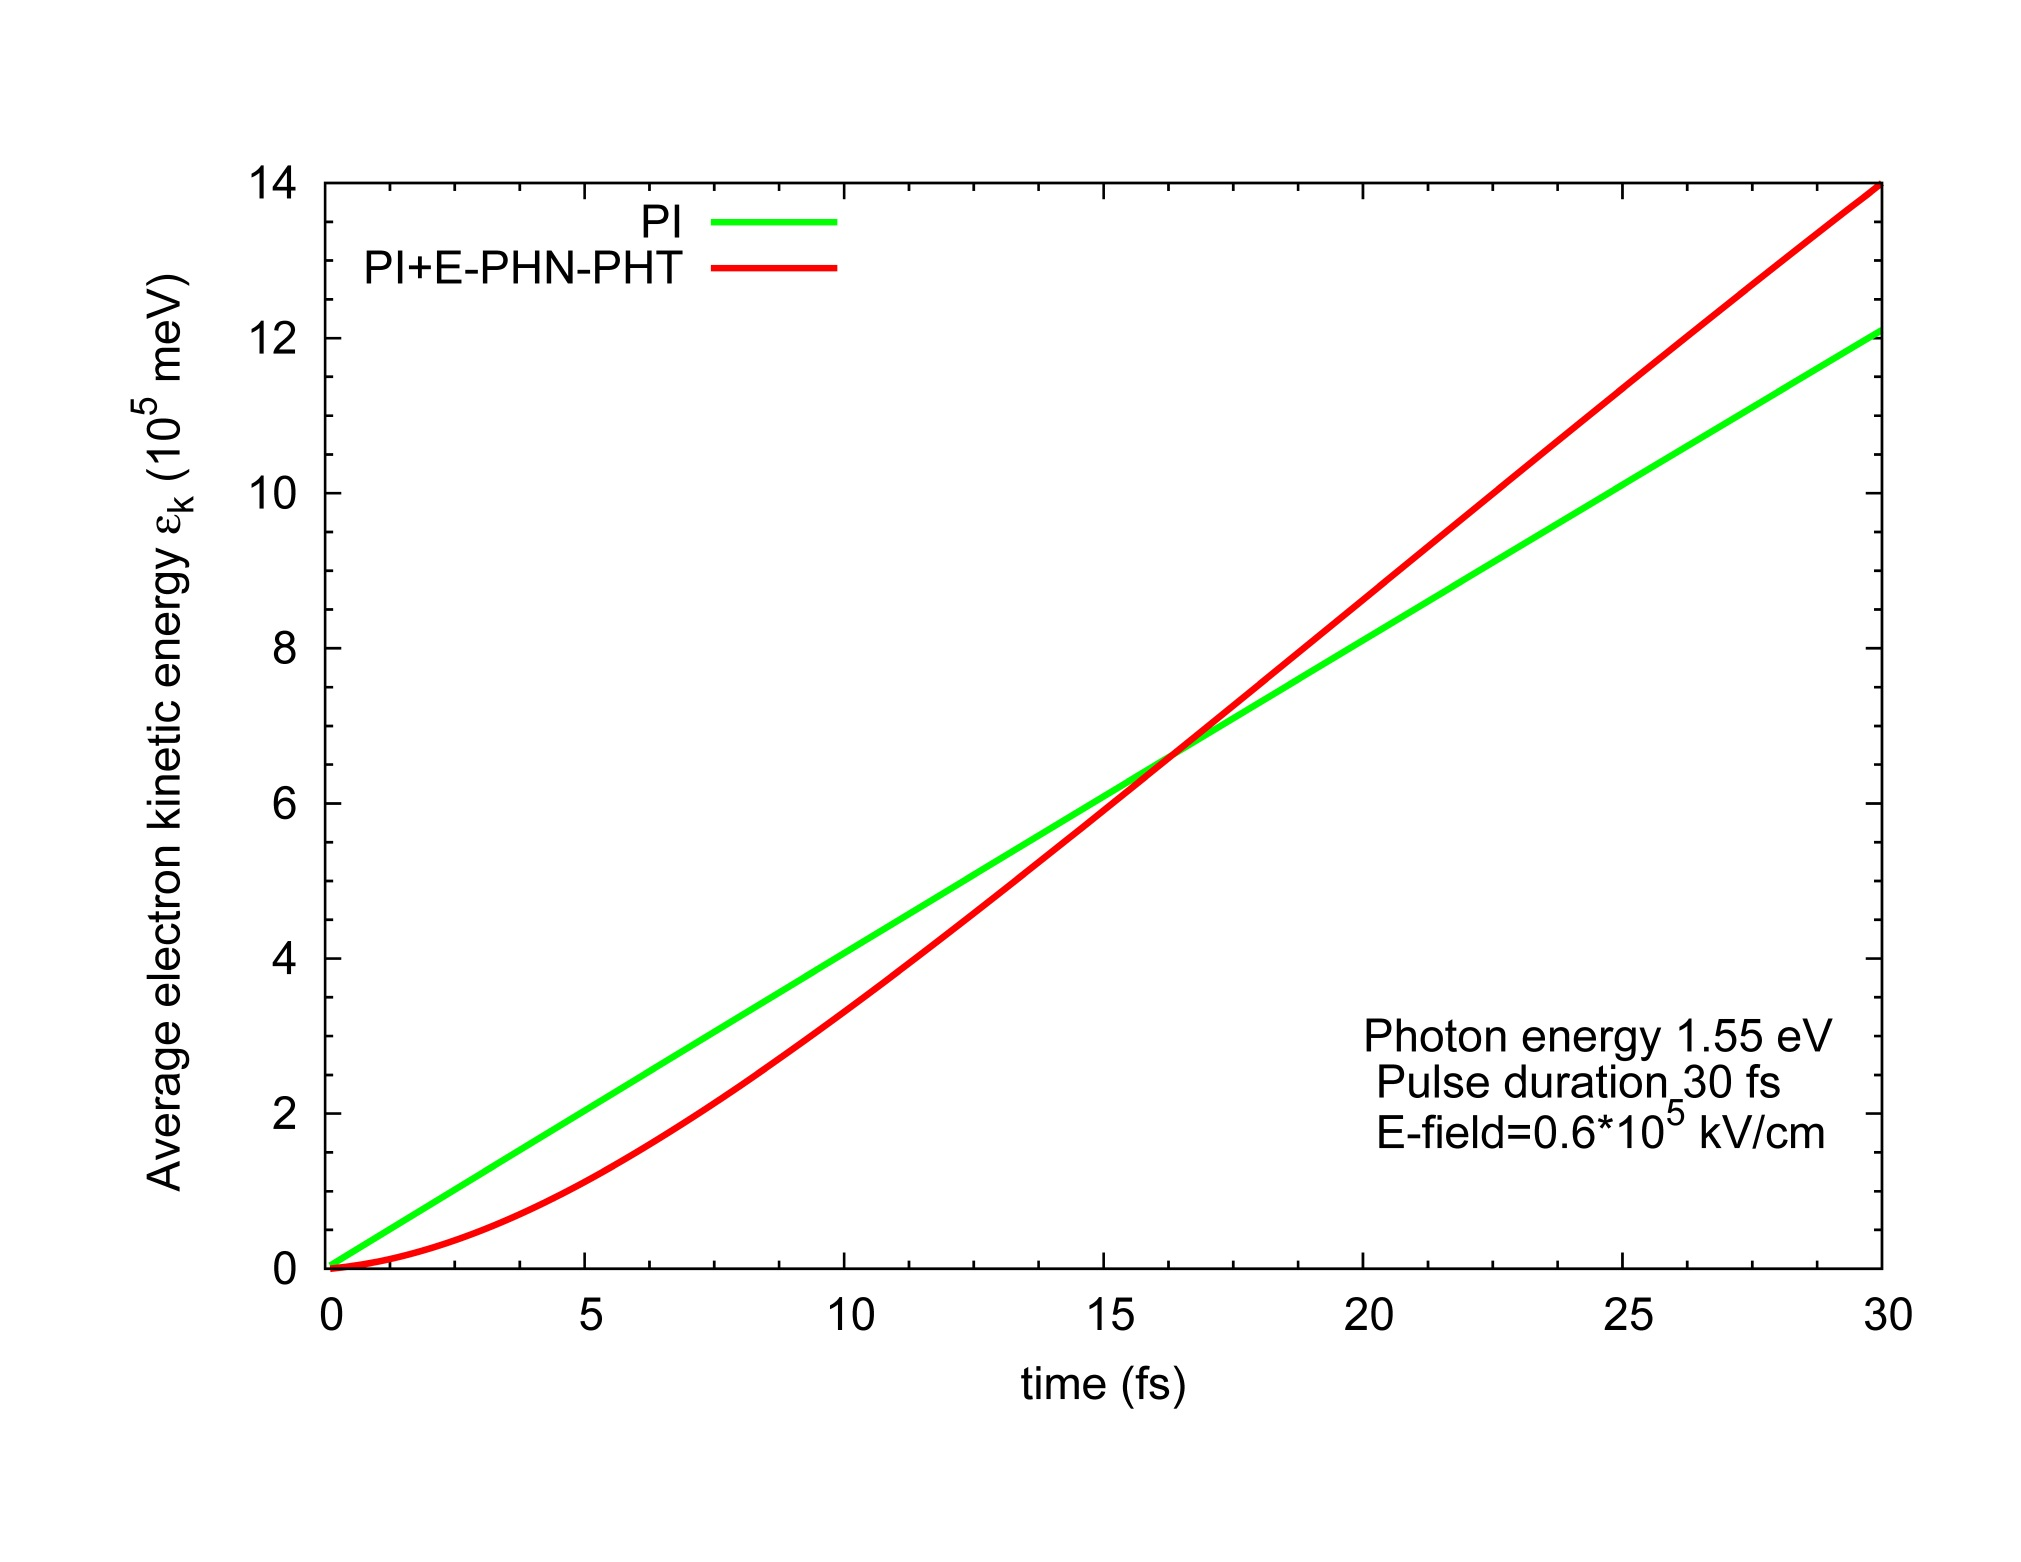 14
12
10
8
6
4
2
0
0 5 10 15 20 25 30
Average electron kinetic energy εk (10^5 meV)
time (fs)
PI
PI+E-PHN-PHT
Photon energy 1.55 eV
Pulse duration 30 fs
E-field=0.6*10^5 kV/cm